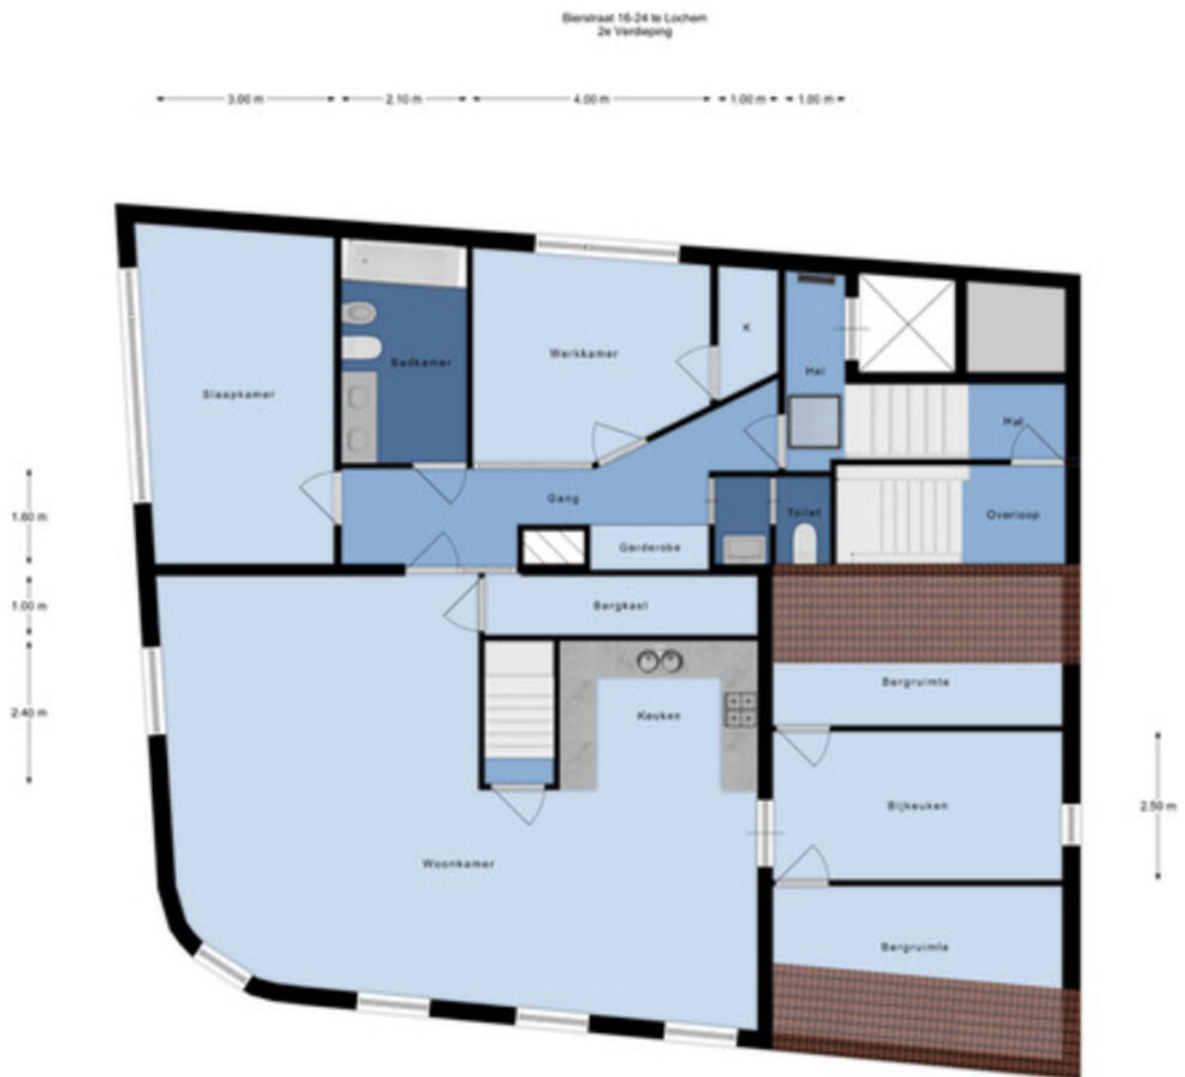 Bierstraat 16-24 te Lochem
2e Verdieping
3.00 m
2.10 m
4.00 m
1.00 m
1.00 m
Slaapkamer
Badkamer
Werkkamer
K
Hal
Hal
Gang
Toilet
Overloop
Garderobe
1.60 m
1.00 m
2.40 m
Bergkast
Keuken
Bergruimte
Bijkeuken
2.50 m
Woonkamer
Bergruimte